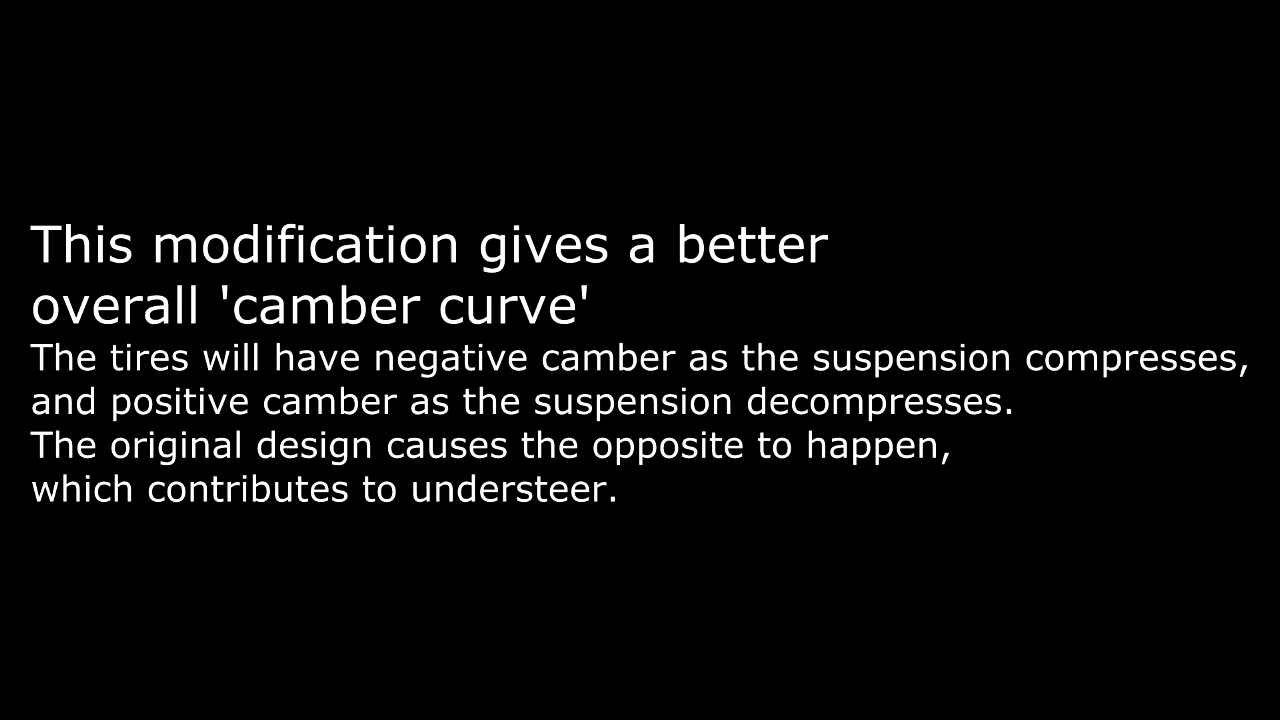 This modification gives a better
overall 'camber curve'
The tires will have negative camber as the suspension compresses,
and positive camber as the suspension decompresses.
The original design causes the opposite to happen,
which contributes to understeer.